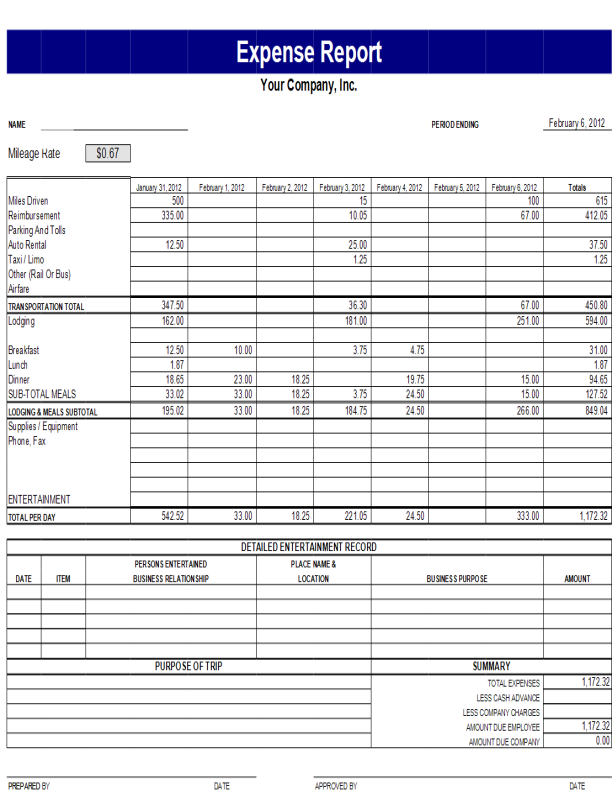 Expense Report
Your Company, Inc.
NAME PERIOD ENDING February 6, 2012
Mileage Rate $0.67
January 31, 2012 February 1, 2012 February 2, 2012 February 3, 2012 February 4, 2012 February 5, 2012 February 6, 2012 Totals
Miles Driven 500 15 100 615
Reimbursement 335.00 10.05 67.00 412.05
Parking And Tolls
Auto Rental 12.50 25.00 37.50
Taxi / Limo 1.25 1.25
Other (Rail Or Bus)
Airfare
TRANSPORTATION TOTAL 347.50 36.30 67.00 450.80
Lodging 162.00 181.00 251.00 594.00
Breakfast 12.50 10.00 3.75 4.75 31.00
Lunch 1.87 1.87
Dinner 18.65 23.00 18.25 19.75 15.00 94.65
SUB-TOTAL MEALS 33.02 33.00 18.25 3.75 24.50 15.00 127.52
LODGING & MEALS SUBTOTAL 195.02 33.00 18.25 184.75 24.50 266.00 849.04
Supplies / Equipment
Phone, Fax
ENTERTAINMENT
TOTAL PER DAY 542.52 33.00 18.25 221.05 24.50 333.00 1,172.32
DETAILED ENTERTAINMENT RECORD
PERSONS ENTERTAINED PLACE NAME &
DATE ITEM BUSINESS RELATIONSHIP LOCATION BUSINESS PURPOSE AMOUNT
PURPOSE OF TRIP SUMMARY
TOTAL EXPENSES 1,172.32
LESS CASH ADVANCE
LESS COMPANY CHARGES
AMOUNT DUE EMPLOYEE 1,172.32
AMOUNT DUE COMPANY 0.00
PREPARED BY DATE APPROVED BY DATE